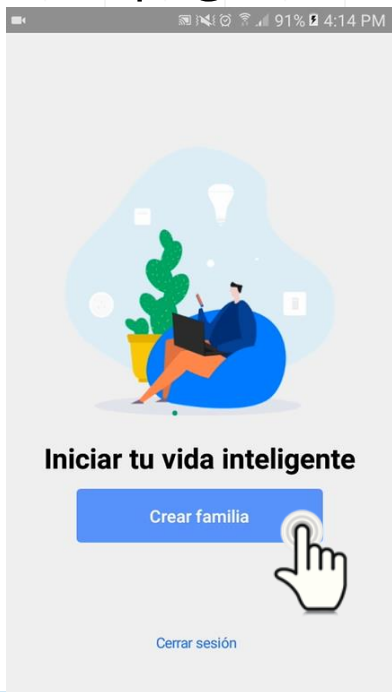 91% 4:14 PM
Iniciar tu vida inteligente
Crear familia
Cerrar sesión